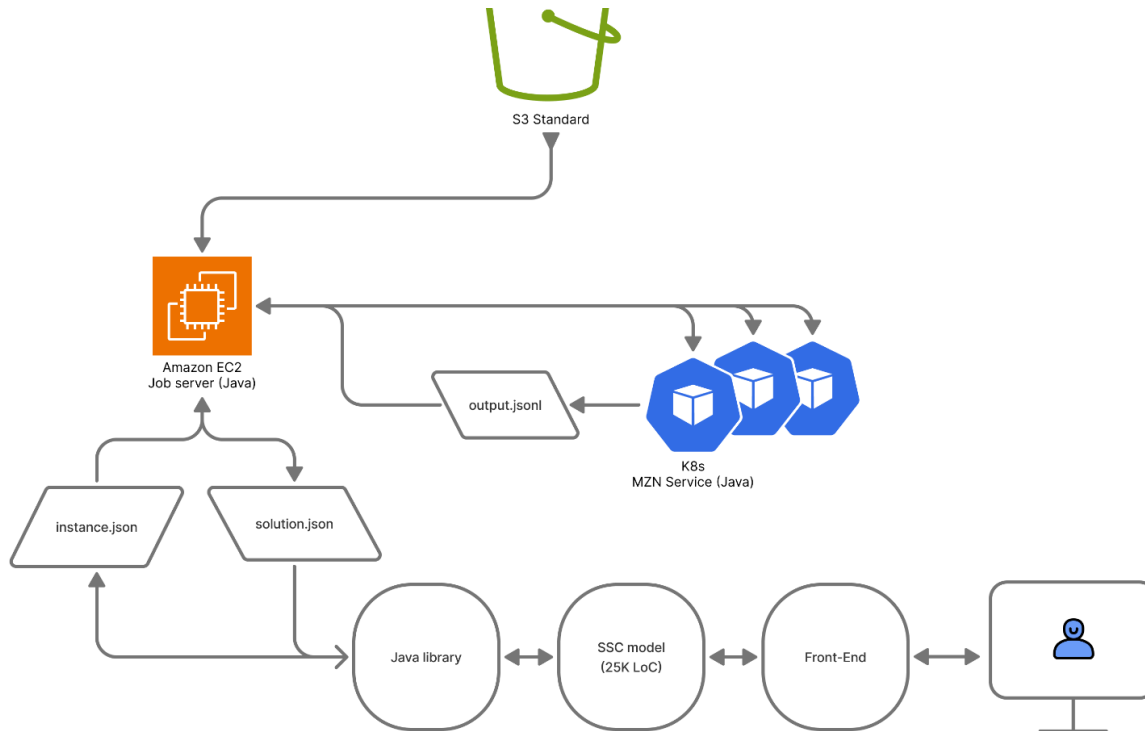 S3 Standard
Amazon EC2
Job server (Java)
output.jsonl
K8s
MZN Service (Java)
instance.json
solution.json
Java library
SSC model
(25K LoC)
Front-End